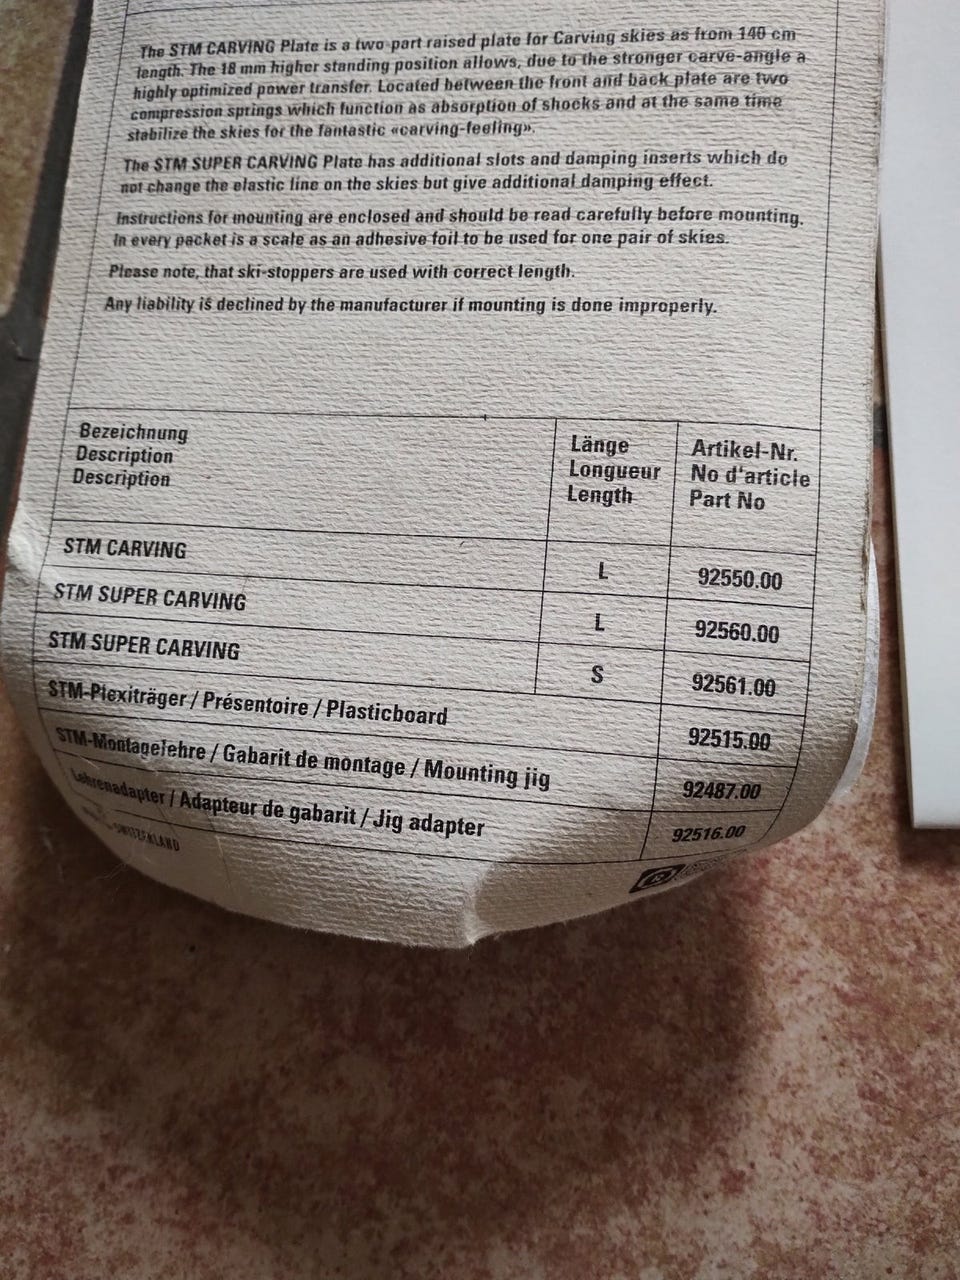 The STM CARVING Plate is a two part raised plate for Carving skies as from 140 cm
length. The 18 mm higher standing position allows, due to the stronger carve-angle a
highly optimized power transfer. Located between the front and back plate are two
compression springs which function as absorption of shocks and at the same time
stabilize the skies for the fantastic «carving-feeling».
The STM SUPER CARVING Plate has additional slots and damping inserts which do
not change the elastic line on the skies but give additional damping effect.
Instructions for mounting are enclosed and should be read carefully before mounting.
In every packet is a scale as an adhesive foil to be used for one pair of skies.
Please note, that ski-stoppers are used with correct length.
Any liability is declined by the manufacturer if mounting is done improperly.
Bezeichnung
Description
Description
Länge
Longueur
Length
Artikel-Nr.
No d'article
Part No
STM CARVING L 92550.00
STM SUPER CARVING L 92560.00
STM SUPER CARVING S 92561.00
STM-Plexiträger / Présentoire / Plasticboard 92515.00
STM-Montagelehre / Gabarit de montage / Mounting jig 92487.00
Lehrenadapter / Adapteur de gabarit / Jig adapter 92516.00
SWITZERLAND